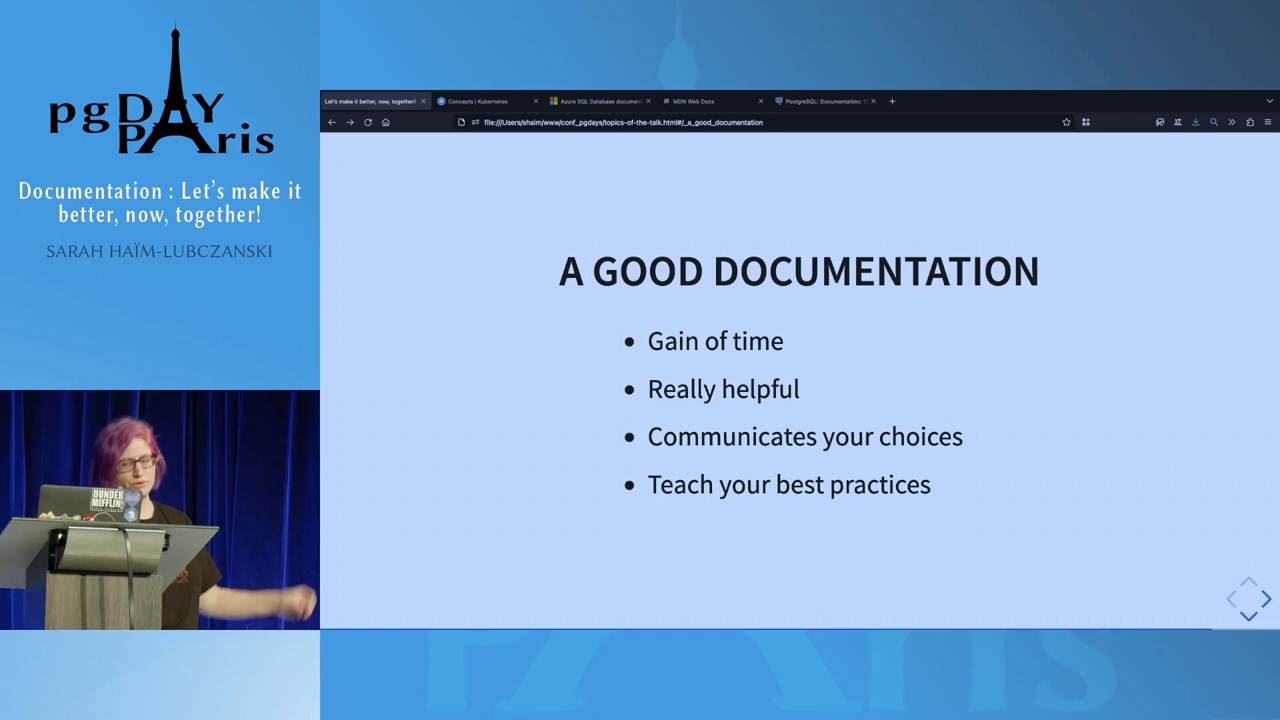 pgDAY
PAris
Documentation : Let's make it
better, now, together!
SARAH HAÏM-LUBCZANSKI
Let's make it better, now, together!
Concepts | Kubernetes
Azure SQL Database document
MDN Web Docs
PostgreSQL: Documentation:
file:///Users/shaim/www/conf_pgdays/topics-of-the-talk.html#/_a_good_documentation
A GOOD DOCUMENTATION
• Gain of time
• Really helpful
• Communicates your choices
• Teach your best practices
DUNDER
MIFFLIN